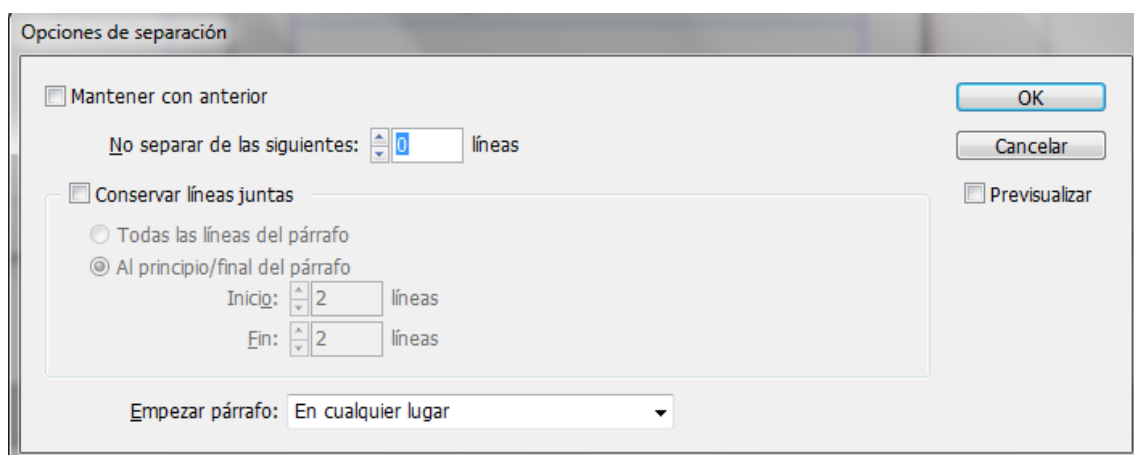 Opciones de separación
Mantener con anterior
OK
No separar de las siguientes: 0 líneas
Cancelar
Conservar líneas juntas
Previsualizar
Todas las líneas del párrafo
Al principio/final del párrafo
Inicio: 2 líneas
Fin: 2 líneas
Empezar párrafo: En cualquier lugar